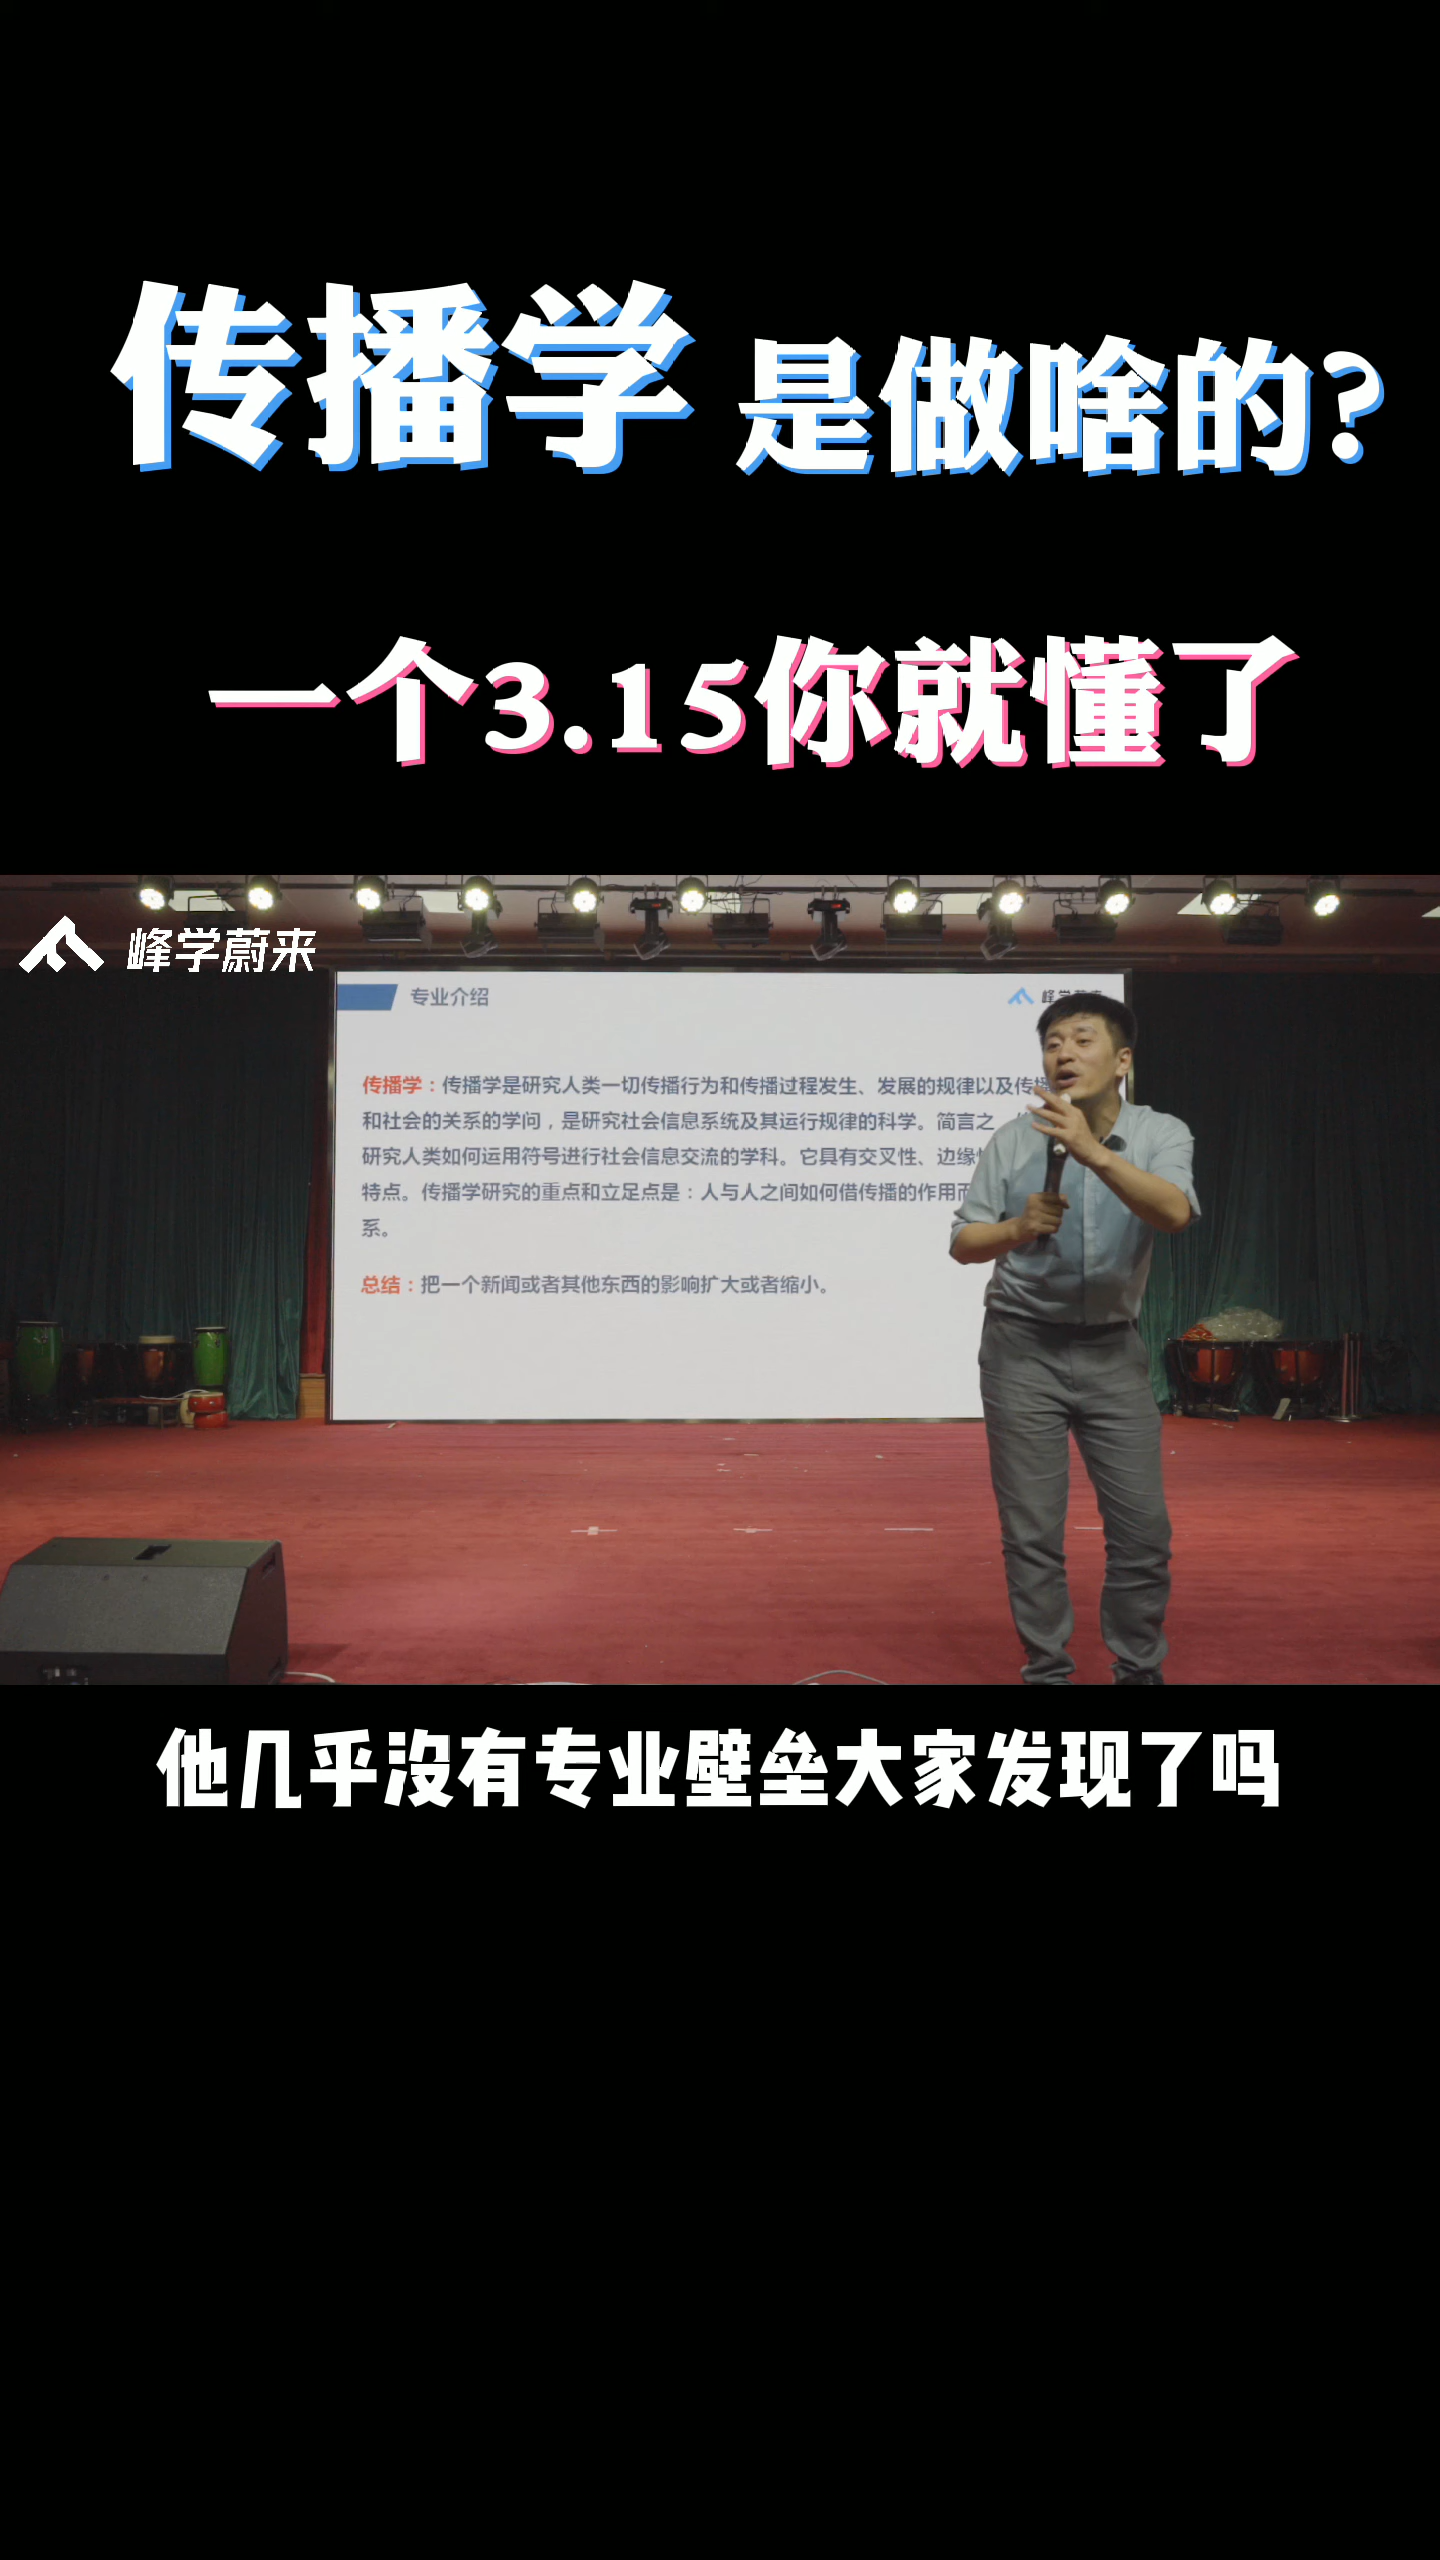 传播学 是做啥的?
一个3.15你就懂了
峰学蔚来
专业介绍
传播学：传播学是研究人类一切传播行为和传播过程发生、发展的规律以及传播
和社会的关系的学问，是研究社会信息系统及其运行规律的科学。简言之
研究人类如何运用符号进行社会信息交流的学科。它具有交叉性、边缘
特点。传播学研究的重点和立足点是：人与人之间如何借传播的作用而
系。
总结：把一个新闻或者其他东西的影响扩大或者缩小。
他几乎没有专业壁垒大家发现了吗